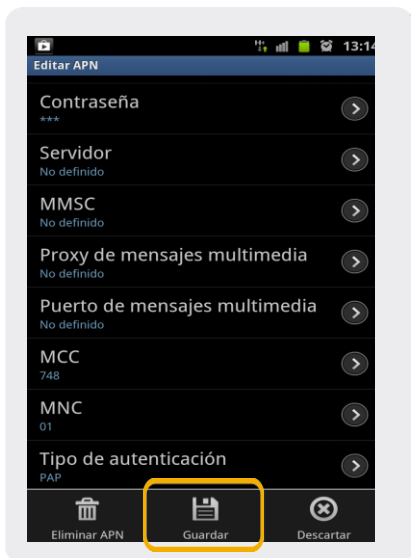 13:14
Editar APN
Contraseña
***
Servidor
No definido
MMSC
No definido
Proxy de mensajes multimedia
No definido
Puerto de mensajes multimedia
No definido
MCC
748
MNC
01
Tipo de autenticación
PAP
Eliminar APN Guardar Descartar